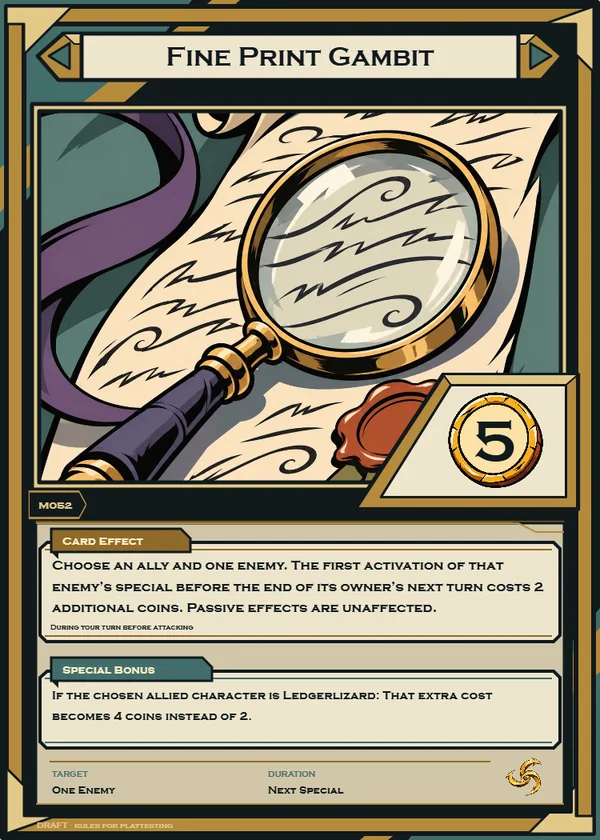 Fine Print Gambit
5
M052
Card Effect
Choose an ally and one enemy. The first activation of that
enemy's special before the end of its owner's next turn costs 2
additional coins. Passive effects are unaffected.
During your turn before attacking
Special Bonus
If the chosen allied character is Ledgerlizard: That extra cost
becomes 4 coins instead of 2.
Target
Duration
One Enemy
Next Special
DRAFT · Rules for playtesting